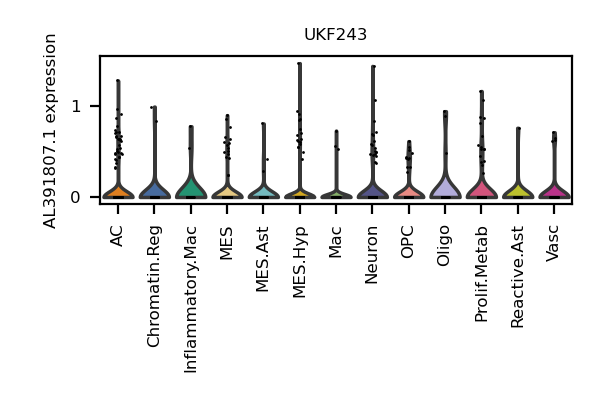 UKF243
AL391807.1 expression
1
0
AC
Chromatin.Reg
Inflammatory.Mac
MES
MES.Ast
MES.Hyp
Mac
Neuron
OPC
Oligo
Prolif.Metab
Reactive.Ast
Vasc